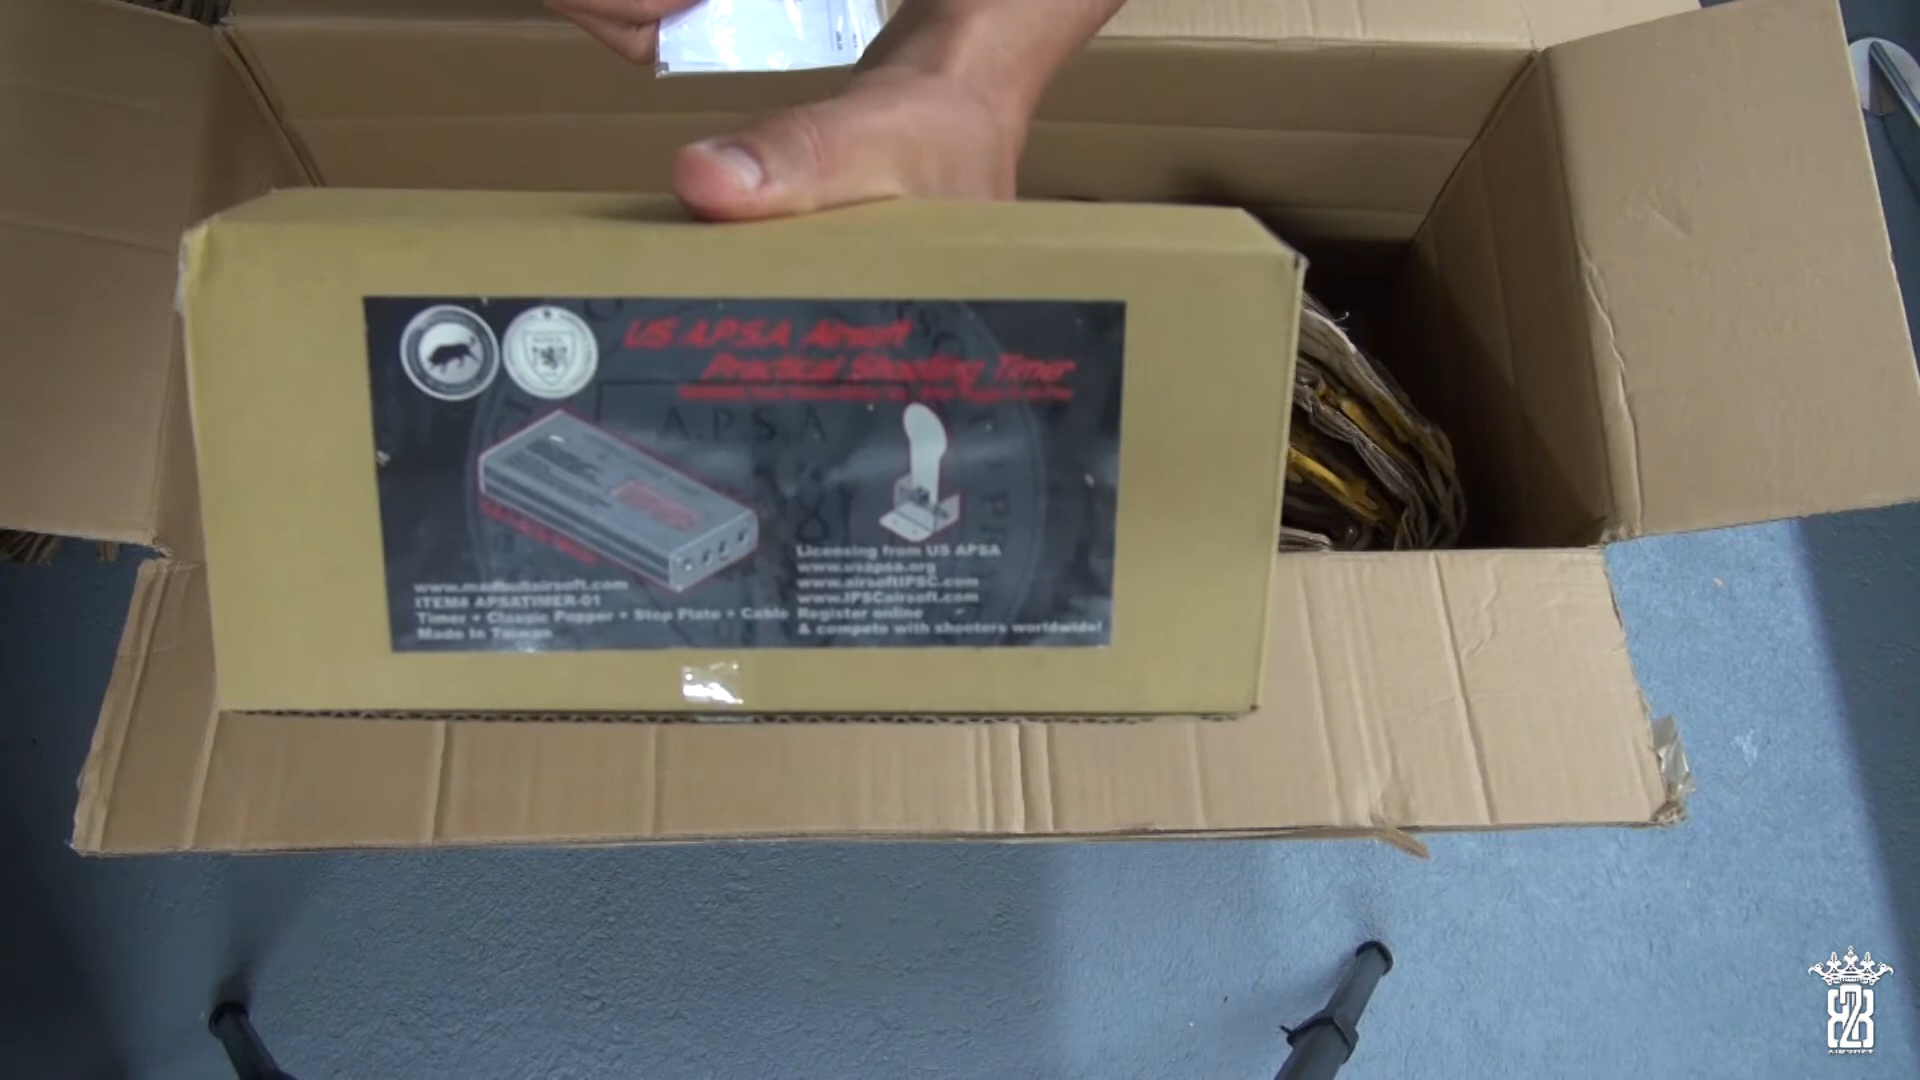 US A.P.S.A Airsoft
Practical Shooting Timer
A.P.S.A
www.madbullairsoft.com
ITEM# APSATIMER-01
Timer + Classic Popper + Stop Plate + Cable
Made In Taiwan
Licensing from US APSA
www.usapsa.org
www.airsoftIPSC.com
www.IPSCairsoft.com
Register online
& compete with shooters worldwide!
AIRSOFT